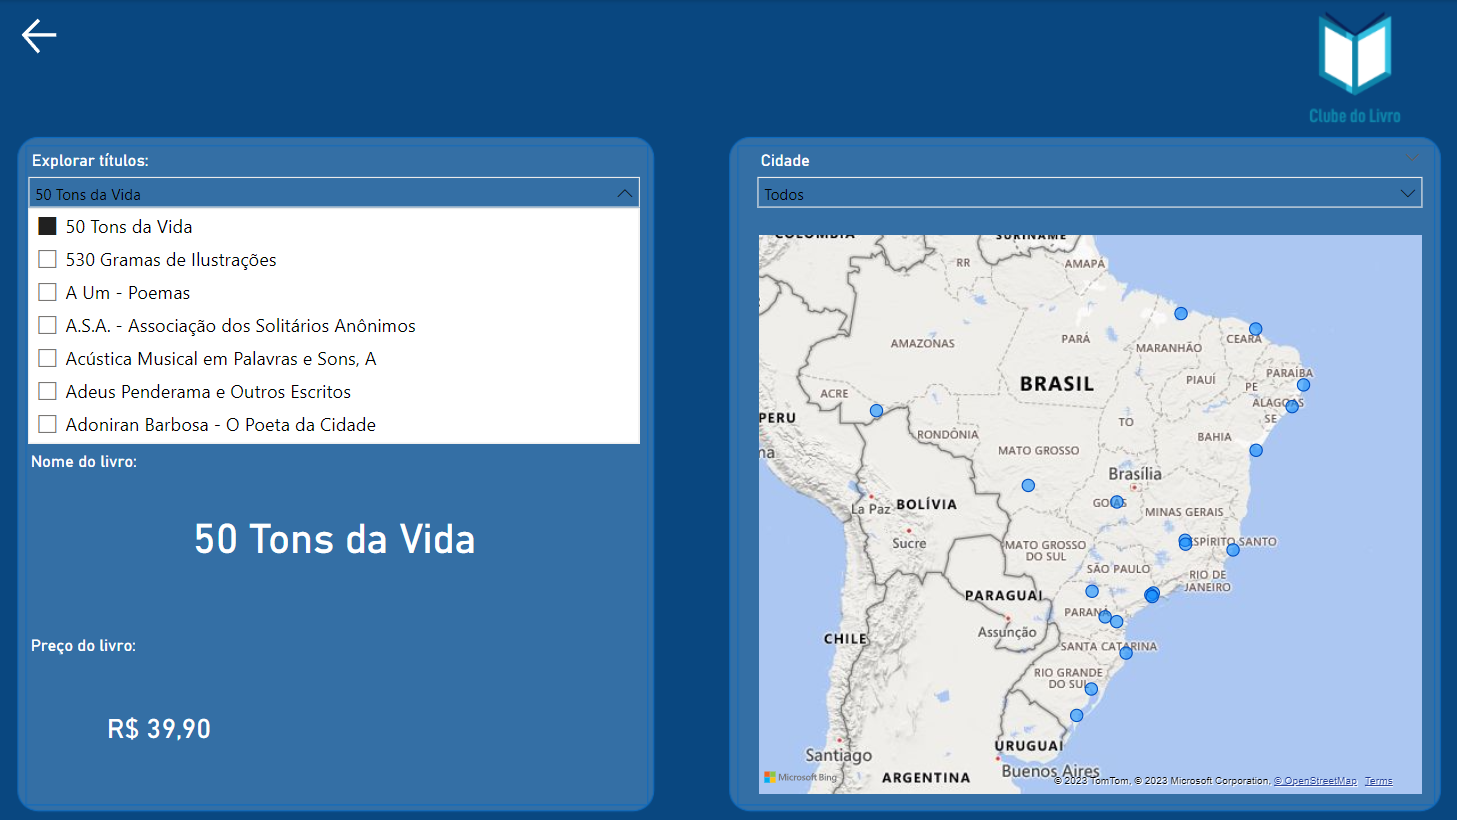 Clube do Livro
Explorar títulos:
50 Tons da Vida
50 Tons da Vida
530 Gramas de Ilustrações
A Um - Poemas
A.S.A. - Associação dos Solitários Anônimos
Acústica Musical em Palavras e Sons, A
Adeus Penderama e Outros Escritos
Adoniran Barbosa - O Poeta da Cidade
Nome do livro:
50 Tons da Vida
Preço do livro:
R$ 39,90
Cidade
Todos
COLÔMBIA
SURINAME
RR
AMAPÁ
AMAZONAS
PARÁ
MARANHÃO
CEARÁ
BRASIL
PIAUÍ
PARAÍBA
PE
ACRE
ALAGOAS
SE
PERU
TO
RONDÔNIA
BAHIA
MATO GROSSO
Brasília
La Paz
BOLÍVIA
GOIÁS
MINAS GERAIS
Sucre
MATO GROSSO
DO SUL
ESPÍRITO SANTO
SÃO PAULO
RIO DE
JANEIRO
PARAGUAI
PARANÁ
Assunção
CHILE
SANTA CATARINA
RIO GRANDE
DO SUL
URUGUAI
Santiago
Buenos Aires
ARGENTINA
Microsoft Bing
© 2023 TomTom, © 2023 Microsoft Corporation, © OpenStreetMap Terms